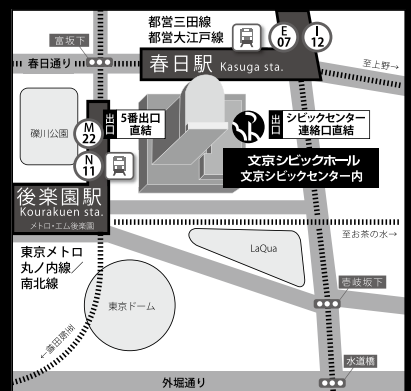 都営三田線
都営大江戸線
E
07
I
12
富坂下
春日通り
春日駅 Kasuga sta.
至上野→
礫川公園
M
22
N
11
出口
5番出口
直結
出口
シビックセンター
連絡口直結
文京シビックホール
文京シビックセンター内
後楽園駅
Kourakuen sta.
メトロ・エム後楽園
至お茶の水→
東京メトロ
丸ノ内線/
南北線
LaQua
壱岐坂下
東京ドーム
至飯田橋→
水道橋
外堀通り